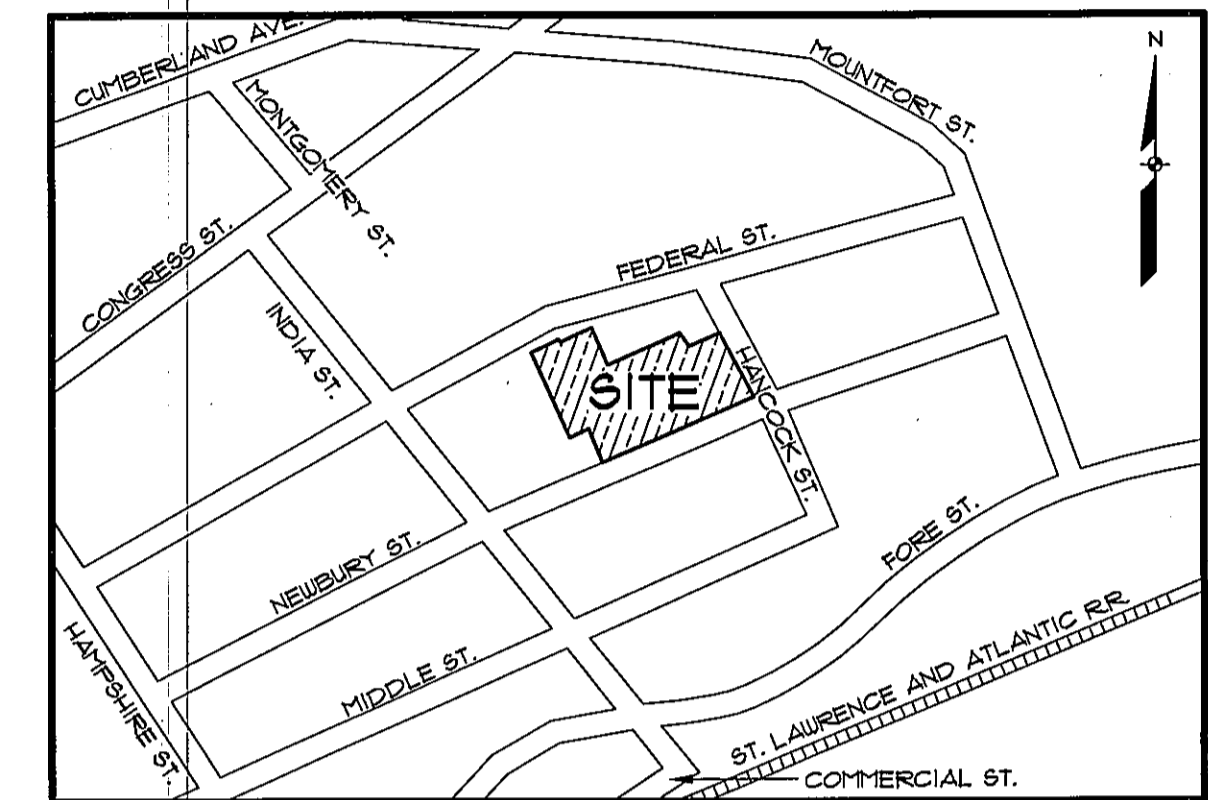 CUMBERLAND AVE.
MOUNTFORT ST.
N
MONTGOMERY ST.
CONGRESS ST.
FEDERAL ST.
INDIA ST.
SITE
HANCOCK ST.
NEWBURY ST.
FORE ST.
HAMPSHIRE ST.
MIDDLE ST.
ST. LAWRENCE AND ATLANTIC R.R.
COMMERCIAL ST.